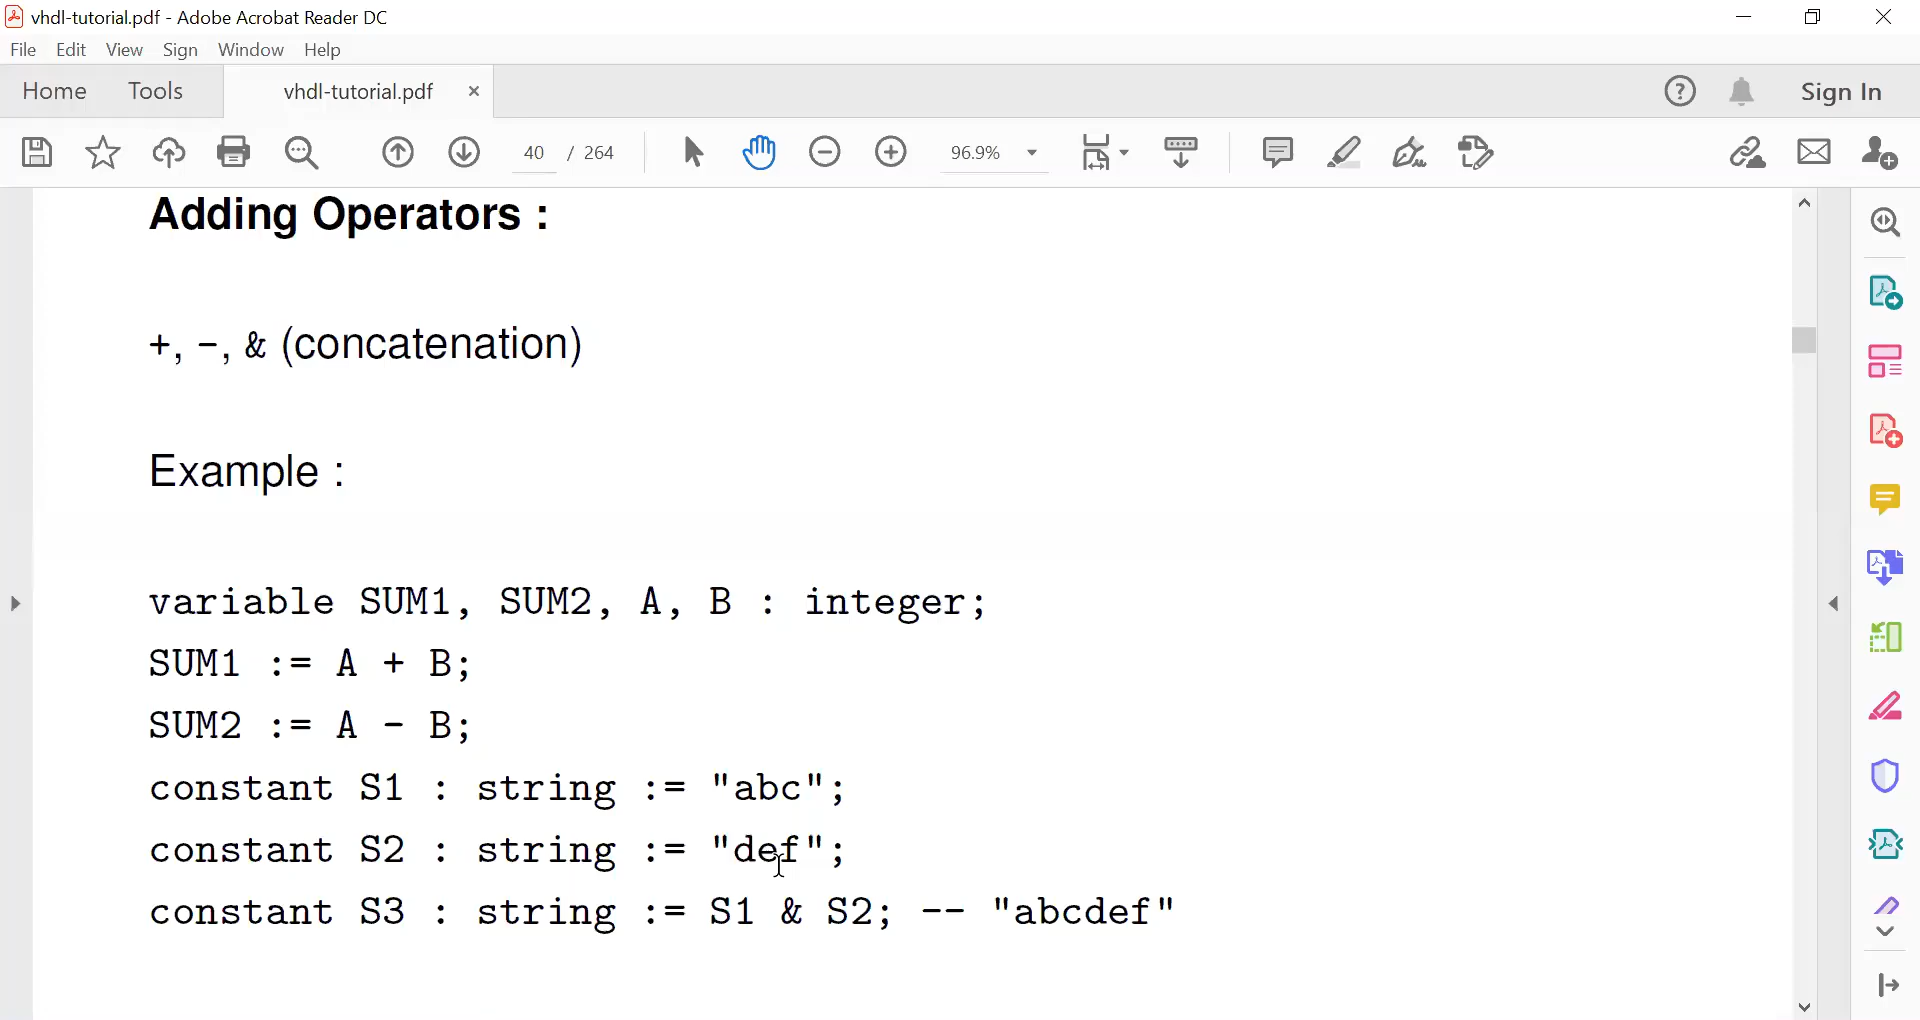 vhdl-tutorial.pdf - Adobe Acrobat Reader DC
File Edit View Sign Window Help
Home Tools vhdl-tutorial.pdf × Sign In
40 / 264 96.9%
Adding Operators :
+, -, & (concatenation)
Example :
variable SUM1, SUM2, A, B : integer;
SUM1 := A + B;
SUM2 := A - B;
constant S1 : string := "abc";
constant S2 : string := "def";
constant S3 : string := S1 & S2; -- "abcdef"